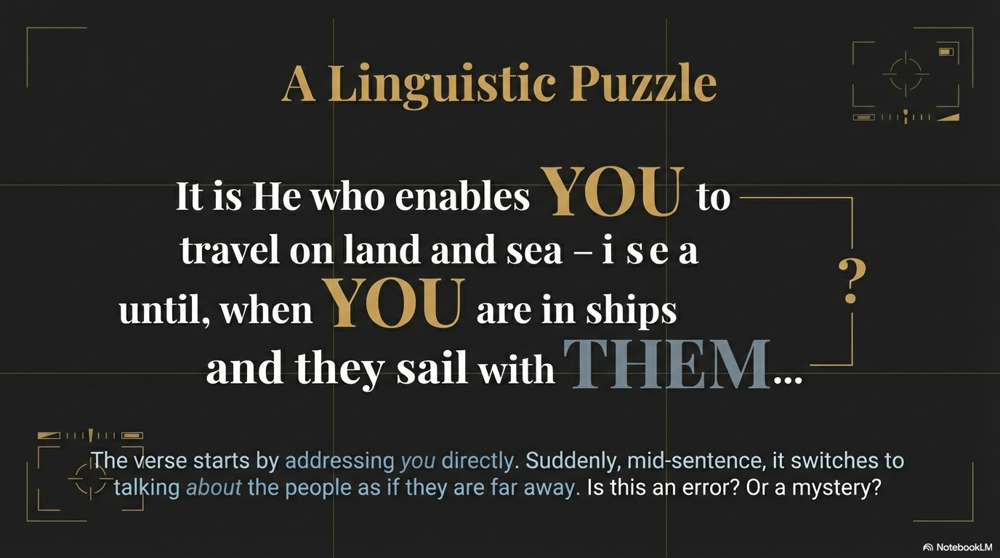 A Linguistic Puzzle
It is He who enables YOU to
travel on land and sea – i s e a
until, when YOU are in ships
and they sail with THEM...
?
The verse starts by addressing you directly. Suddenly, mid-sentence, it switches to
talking about the people as if they are far away. Is this an error? Or a mystery?
NotebookLM